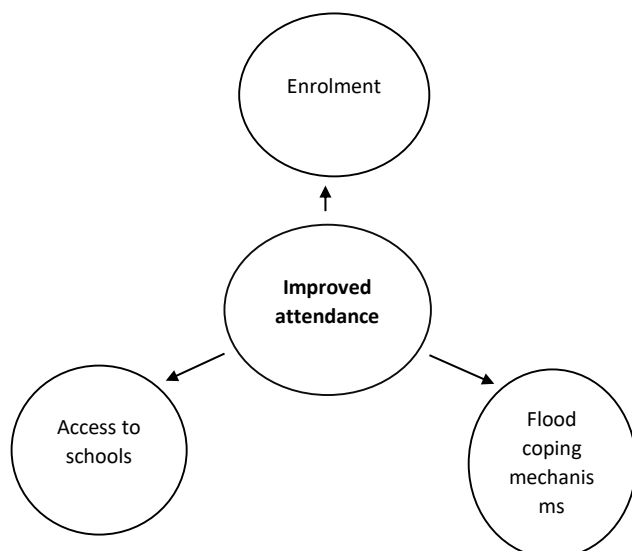 Enrolment
Improved
attendance
Access to
schools
Flood
coping
mechanis
ms